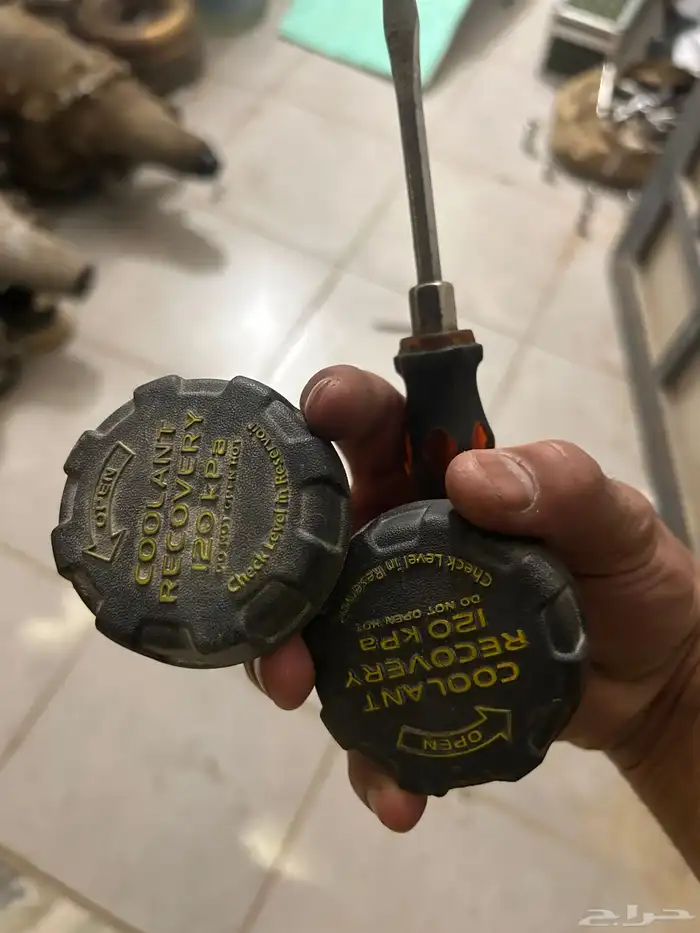 OPEN
COOLANT
RECOVERY
120 kPa
DO NOT OPEN HOT
Check Level in Reservoir
OPEN
COOLANT
RECOVERY
120 kPa
DO NOT OPEN HOT
Check Level in Reservoir
حراج